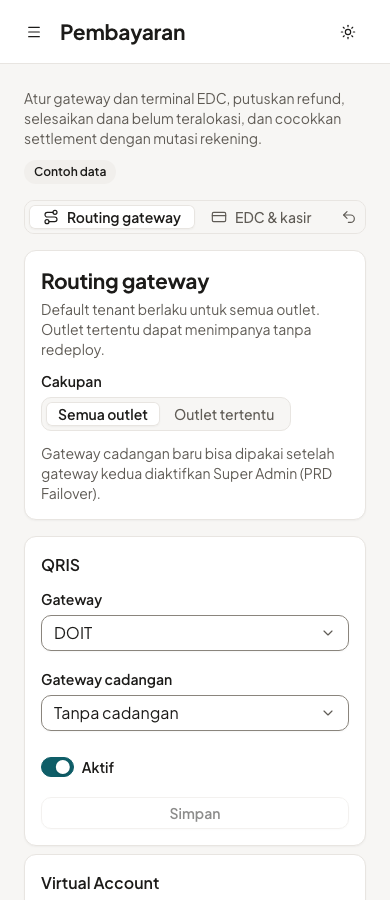 Pembayaran
Atur gateway dan terminal EDC, putuskan refund,
selesaikan dana belum teralokasi, dan cocokkan
settlement dengan mutasi rekening.
Contoh data
Routing gateway
EDC & kasir
Routing gateway
Default tenant berlaku untuk semua outlet.
Outlet tertentu dapat menimpanya tanpa
redeploy.
Cakupan
Semua outlet
Outlet tertentu
Gateway cadangan baru bisa dipakai setelah
gateway kedua diaktifkan Super Admin (PRD
Failover).
QRIS
Gateway
DOIT
Gateway cadangan
Tanpa cadangan
Aktif
Simpan
Virtual Account